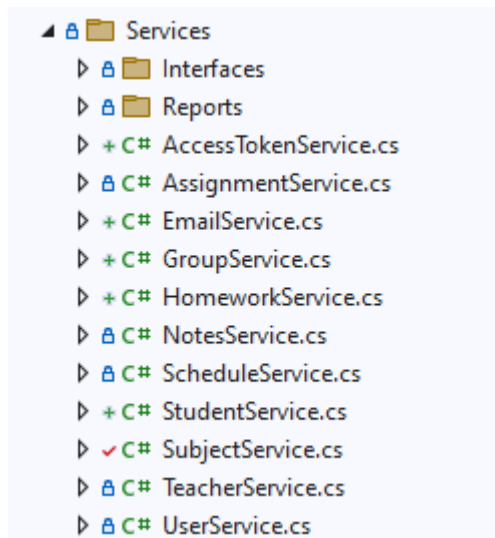 Services
Interfaces
Reports
C# AccessTokenService.cs
C# AssignmentService.cs
C# EmailService.cs
C# GroupService.cs
C# HomeworkService.cs
C# NotesService.cs
C# ScheduleService.cs
C# StudentService.cs
C# SubjectService.cs
C# TeacherService.cs
C# UserService.cs